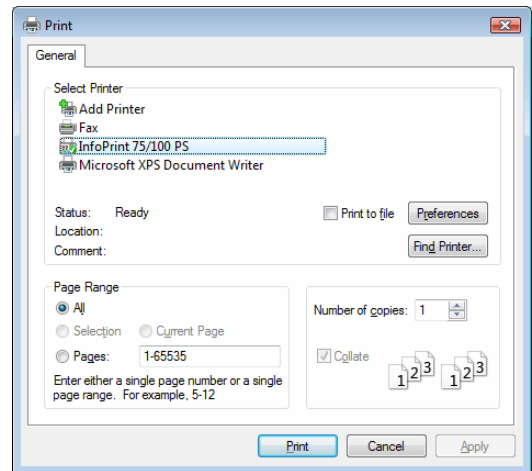 Print
General
Select Printer
Add Printer
Fax
InfoPrint 75/100 PS
Microsoft XPS Document Writer
Status: Ready
Print to file
Preferences
Location:
Comment:
Find Printer...
Page Range
All
Selection Current Page
Pages: 1-65535
Enter either a single page number or a single
page range. For example, 5-12
Number of copies: 1
Collate
1 2 3 1 2 3
Print Cancel Apply